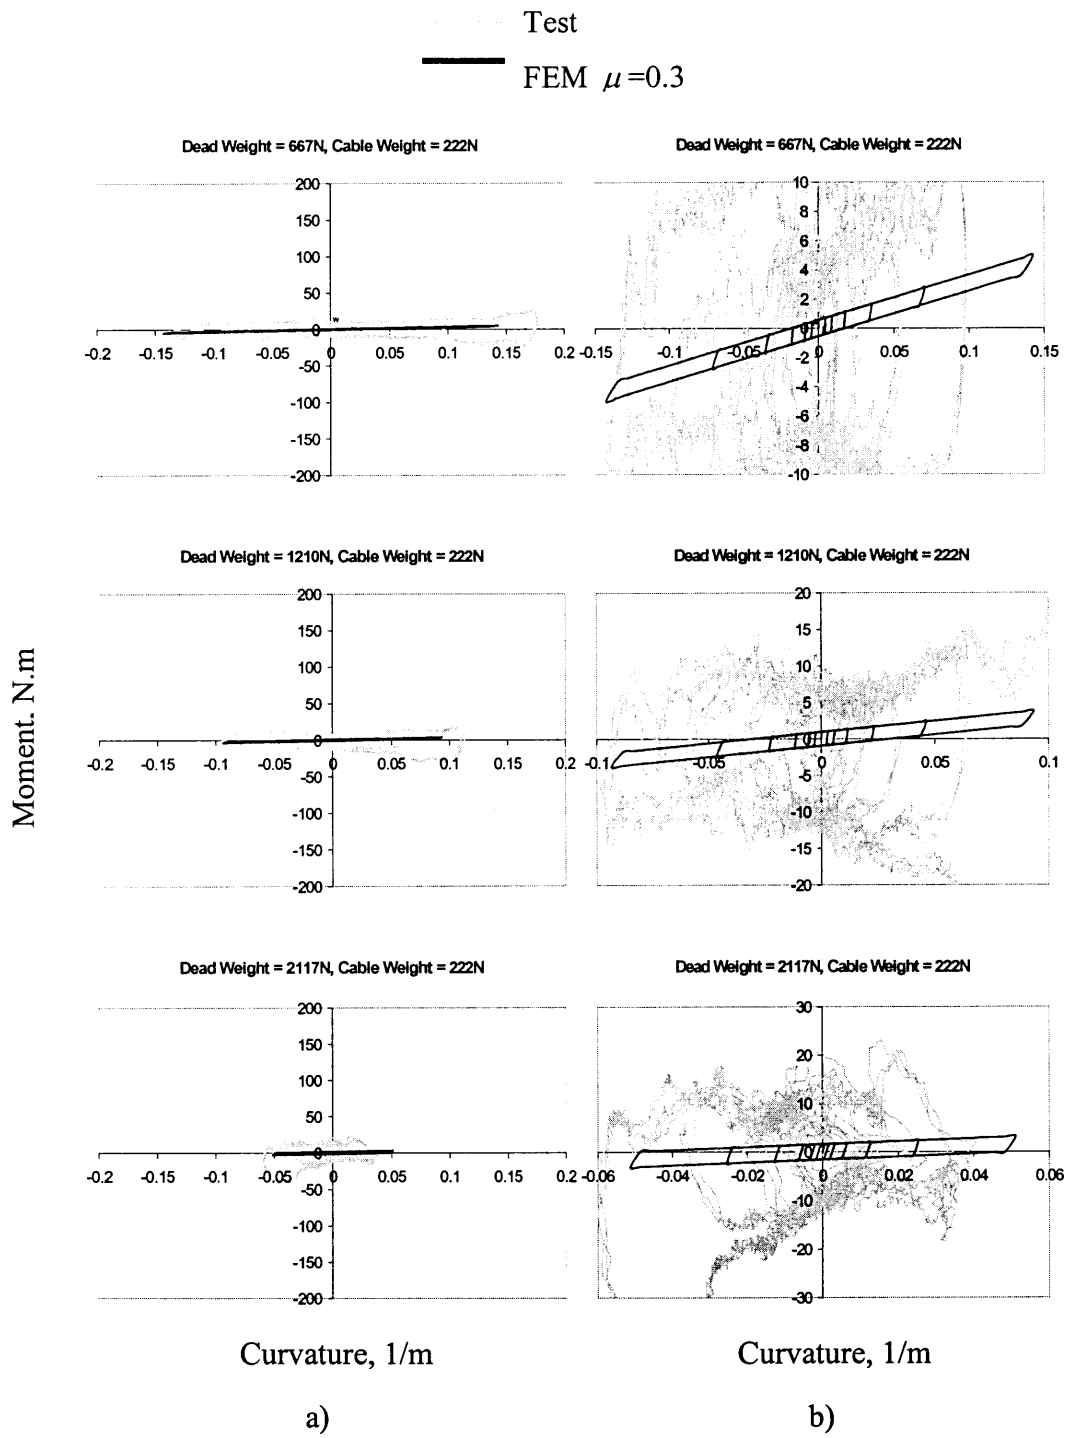 Test
FEM μ=0.3
Dead Weight = 667N, Cable Weight = 222N
200
150
100
50
0
-50
-100
-150
-200
-0.2 -0.15 -0.1 -0.05 0 0.05 0.1 0.15 0.2
w
Dead Weight = 667N, Cable Weight = 222N
10
8
6
4
2
0
-2
-4
-6
-8
-10
-0.15 -0.1 -0.05 0 0.05 0.1 0.15
Dead Weight = 1210N, Cable Weight = 222N
200
150
100
50
0
-50
-100
-150
-200
-0.2 -0.15 -0.1 -0.05 0 0.05 0.1 0.15 0.2
Dead Weight = 1210N, Cable Weight = 222N
20
15
10
5
0
-5
-10
-15
-20
-0.1 -0.05 0 0.05 0.1
Dead Weight = 2117N, Cable Weight = 222N
200
150
100
50
0
-50
-100
-150
-200
-0.2 -0.15 -0.1 -0.05 0 0.05 0.1 0.15 0.2
Dead Weight = 2117N, Cable Weight = 222N
30
20
10
0
-10
-20
-30
-0.06 -0.04 -0.02 0 0.02 0.04 0.06
Moment. N.m
Curvature, 1/m
Curvature, 1/m
a)
b)